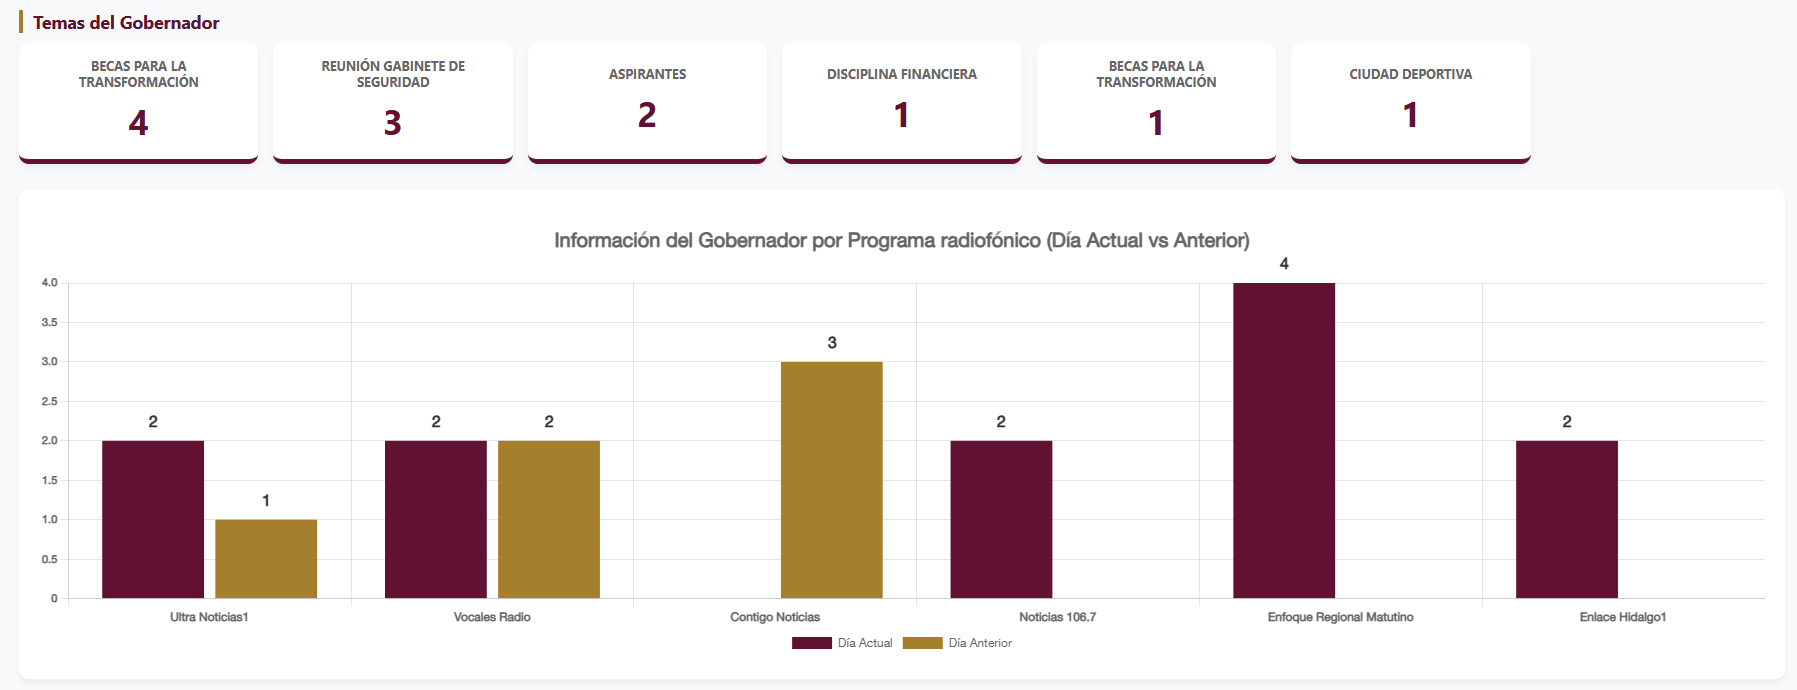 Temas del Gobernador
BECAS PARA LA
TRANSFORMACIÓN
4
REUNIÓN GABINETE DE
SEGURIDAD
3
ASPIRANTES
2
DISCIPLINA FINANCIERA
1
BECAS PARA LA
TRANSFORMACIÓN
1
CIUDAD DEPORTIVA
1
Información del Gobernador por Programa radiofónico (Día Actual vs Anterior)
4.0
3.5
3.0
2.5
2.0
1.5
1.0
0.5
0
2
1
2
2
3
2
4
2
Ultra Noticias1
Vocales Radio
Contigo Noticias
Noticias 106.7
Enfoque Regional Matutino
Enlace Hidalgo1
Día Actual
Día Anterior